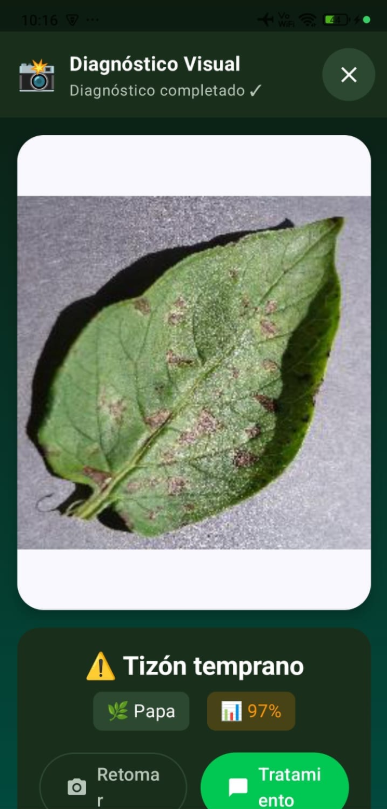 10:16
Diagnóstico Visual
Diagnóstico completado ✓
⚠️ Tizón temprano
🌿 Papa
📊 97%
Retoma
r
Tratami
ento